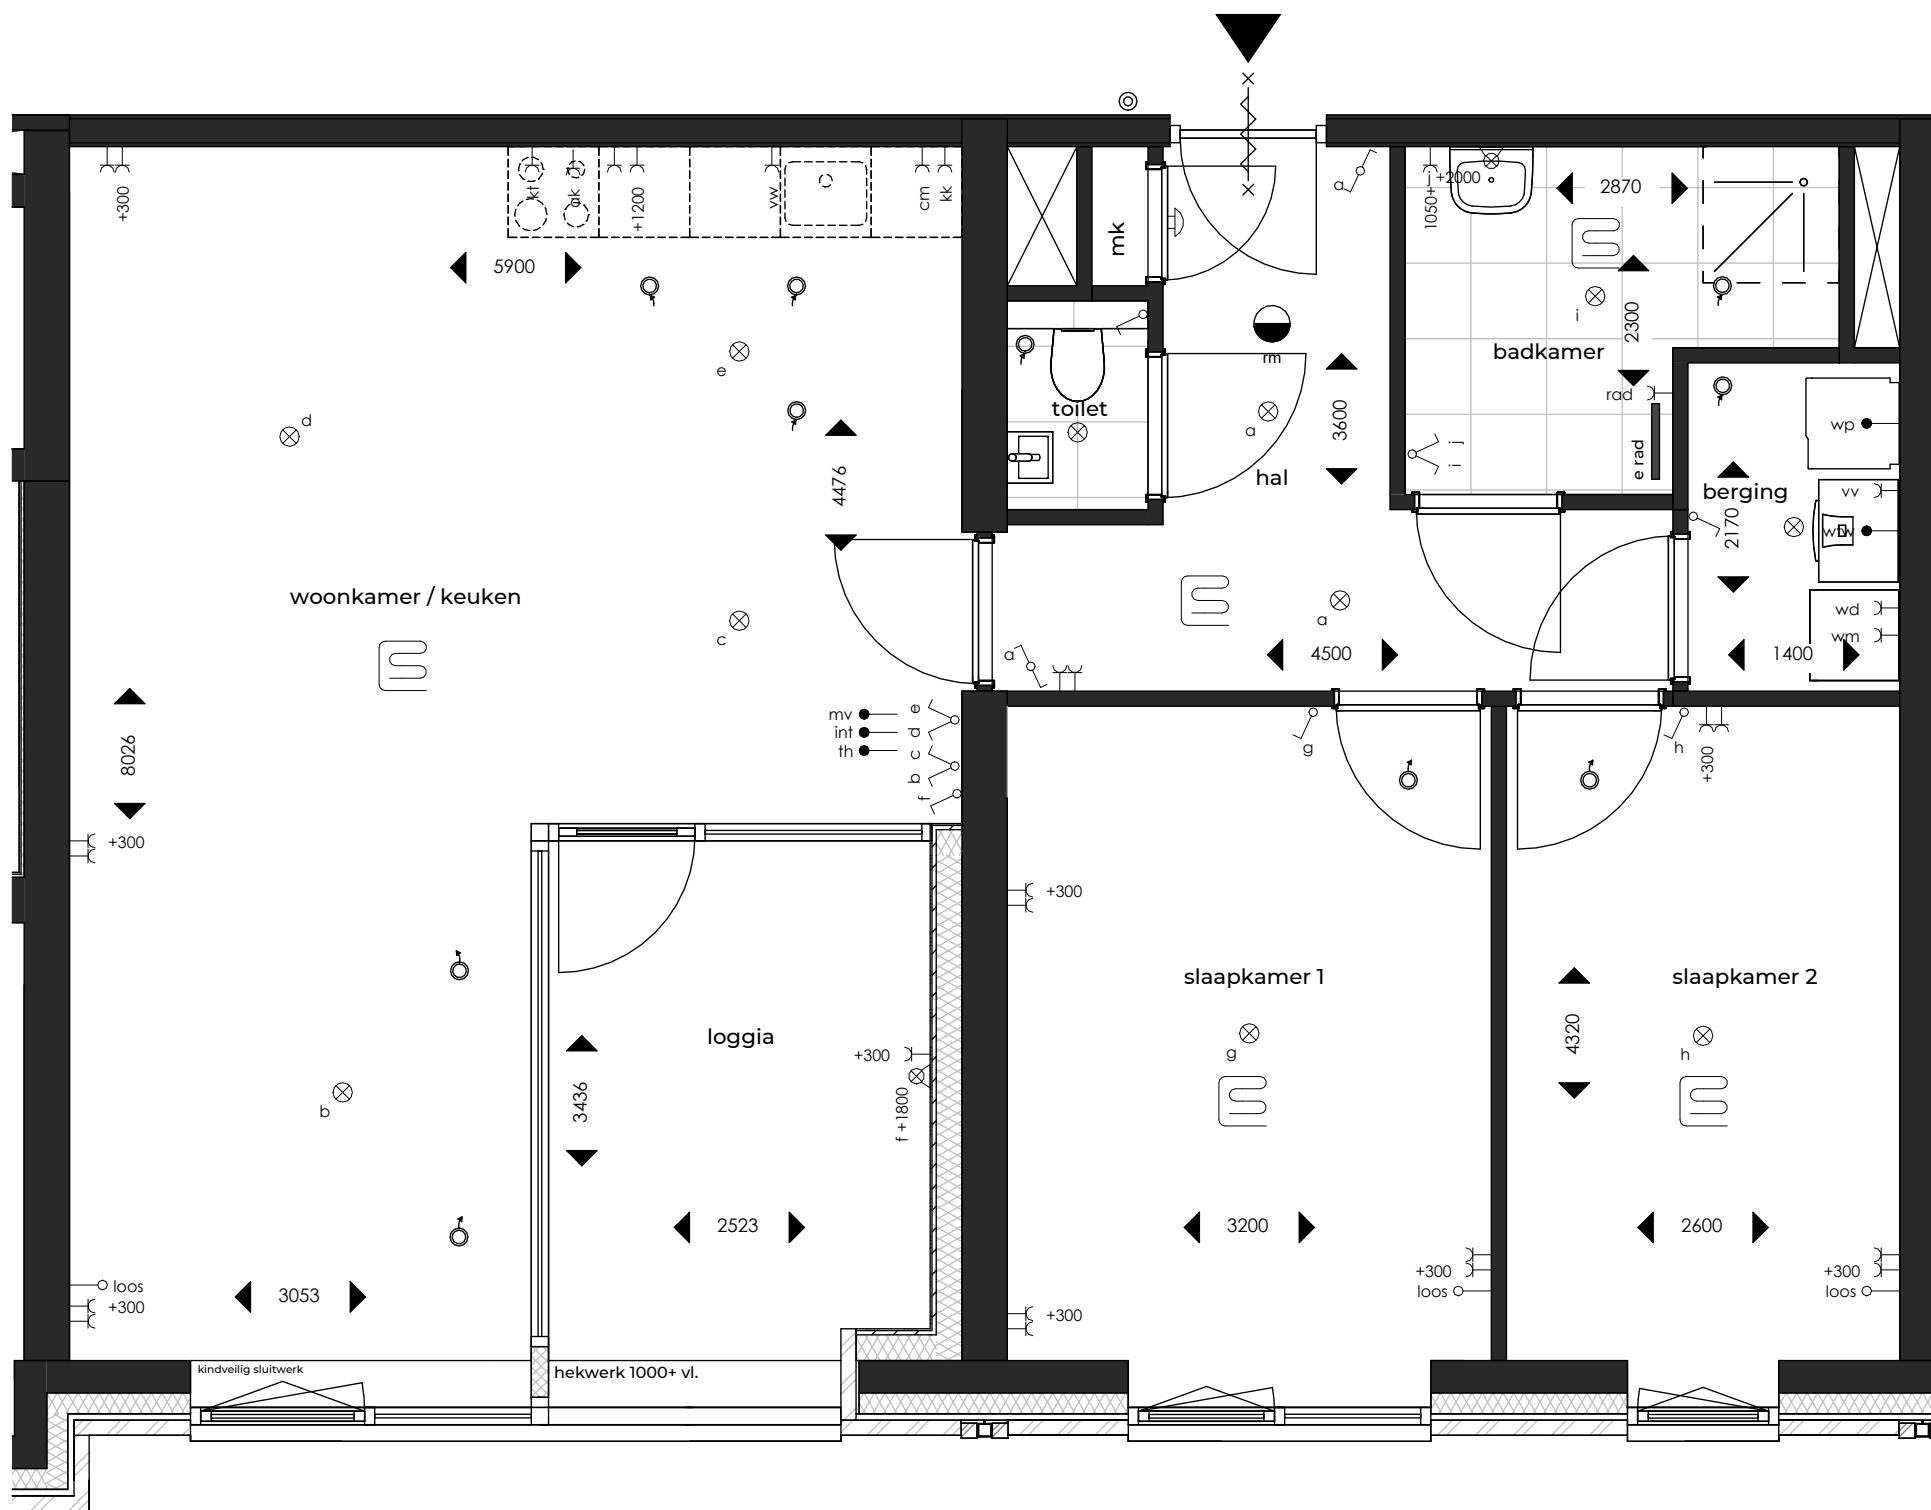 +300
kt
ak
+1200
vw
cm
kk
mk
a
1050+
j +2000
2870
5900
2300
i
badkamer
rm
e
d
toilet
a
3600
hal
rad
e rad
j
i
wp
4476
berging
vv
2170
wtw
woonkamer / keuken
c
a
wd
wm
a
4500
1400
mv
int
th
e
d
c
b
f
g
h
+300
8026
+300
+300
slaapkamer 1
slaapkamer 2
loggia
g
h
+300
f +1800
4320
3436
b
2523
3200
2600
loos
+300
3053
+300
loos
+300
loos
+300
kindveilig sluitwerk
hekwerk 1000+ vl.